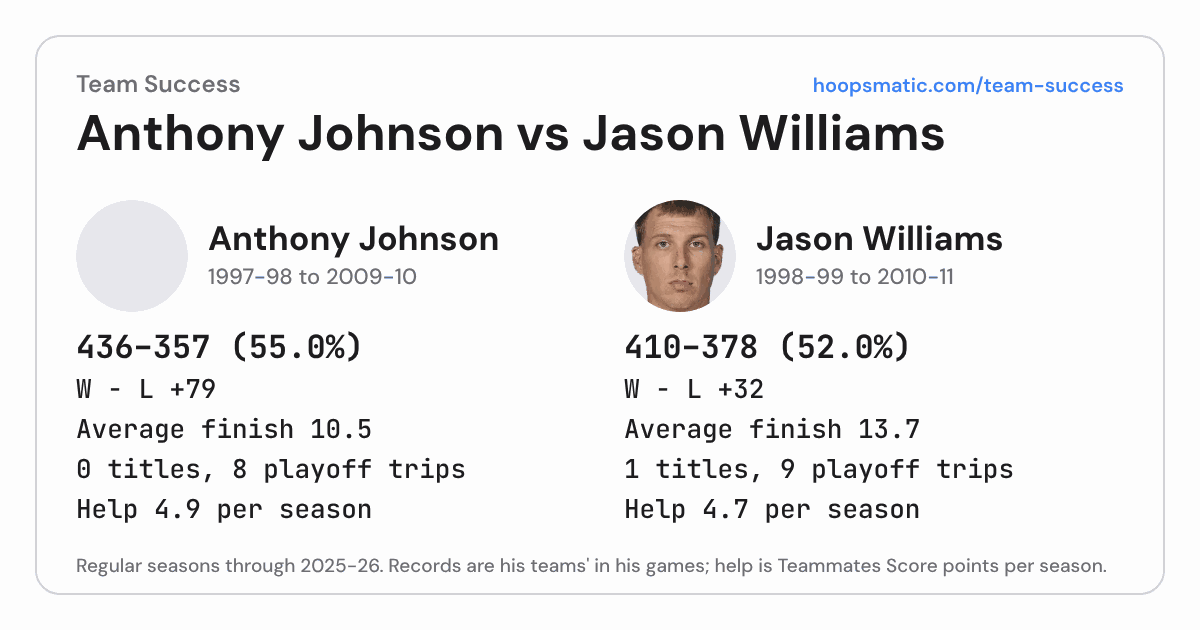 Team Success
hoopsmatic.com/team-success
Anthony Johnson vs Jason Williams
Anthony Johnson
1997–98 to 2009–10
436–357 (55.0%)
W - L +79
Average finish 10.5
0 titles, 8 playoff trips
Help 4.9 per season
Jason Williams
1998–99 to 2010–11
410–378 (52.0%)
W - L +32
Average finish 13.7
1 titles, 9 playoff trips
Help 4.7 per season
Regular seasons through 2025-26. Records are his teams' in his games; help is Teammates Score points per season.